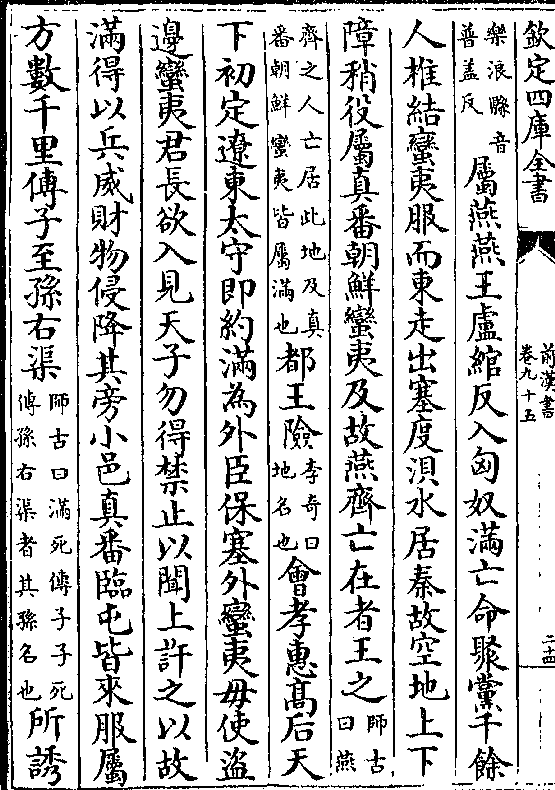 欽定四庫全書
前漢書
卷九十五
樂浪縣音普盖反屬燕燕王盧綰反入匈奴滿亡命聚黨千餘
人椎結蠻夷服而東走出塞度浿水居秦故空地上下
障稍役屬真番朝鮮蠻夷及故燕齊亡在者王之師古曰燕
齊之人亡居此地及真番朝鮮蠻夷皆屬滿也都王險李奇曰地名也會孝惠高后天
下初定遼東太守即約滿為外臣保塞外蠻夷毋使盜
邊蠻夷君長欲入見天子勿得禁止以聞上許之以故
滿得以兵威財物侵降其旁小邑真番臨屯皆來服屬
方數千里傳子至孫右渠師古曰滿死傳子子死傳孫右渠者其孫名也所誘